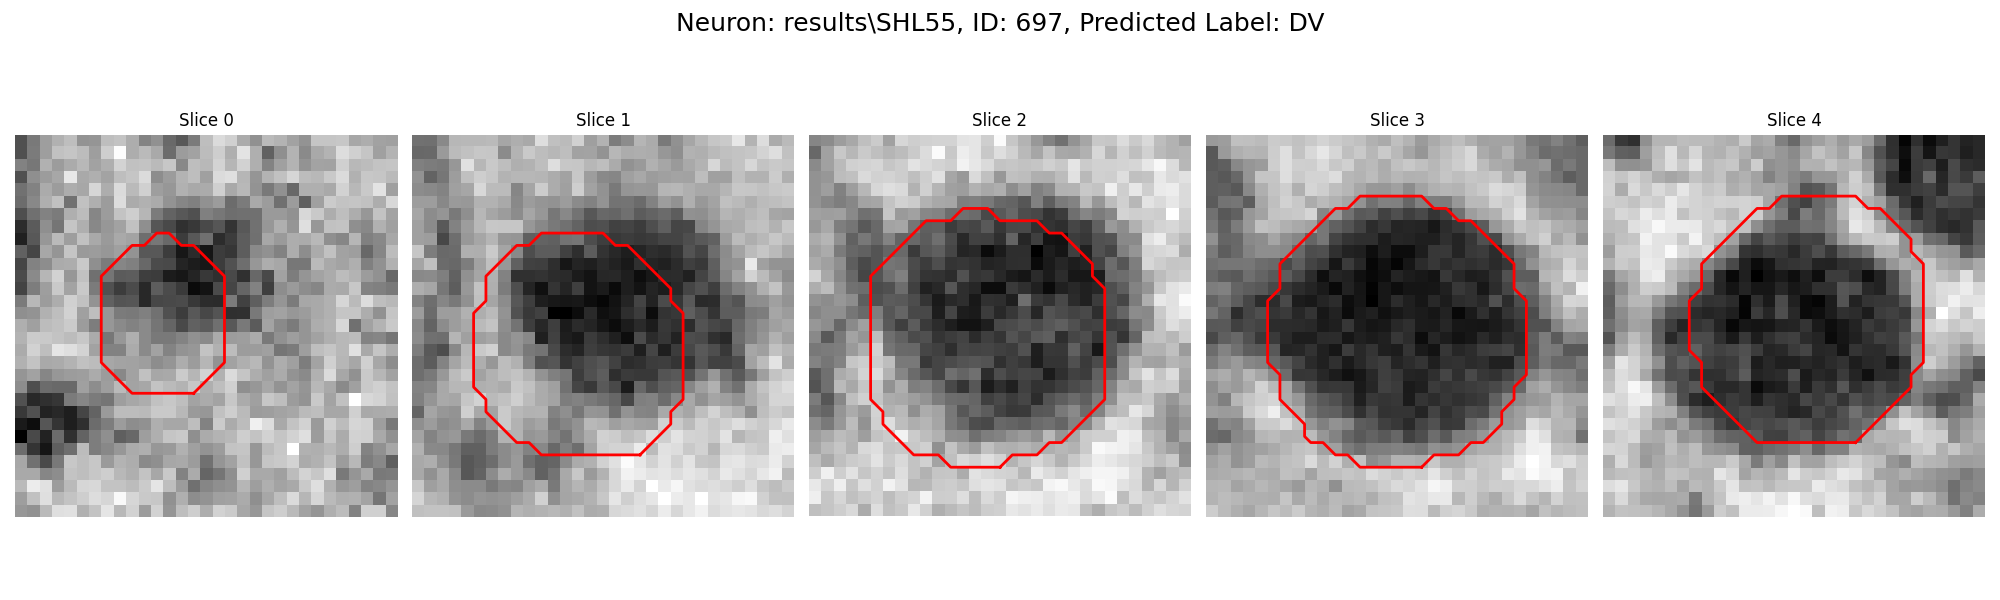 Neuron: results\SHL55, ID: 697, Predicted Label: DV
Slice 0
Slice 1
Slice 2
Slice 3
Slice 4